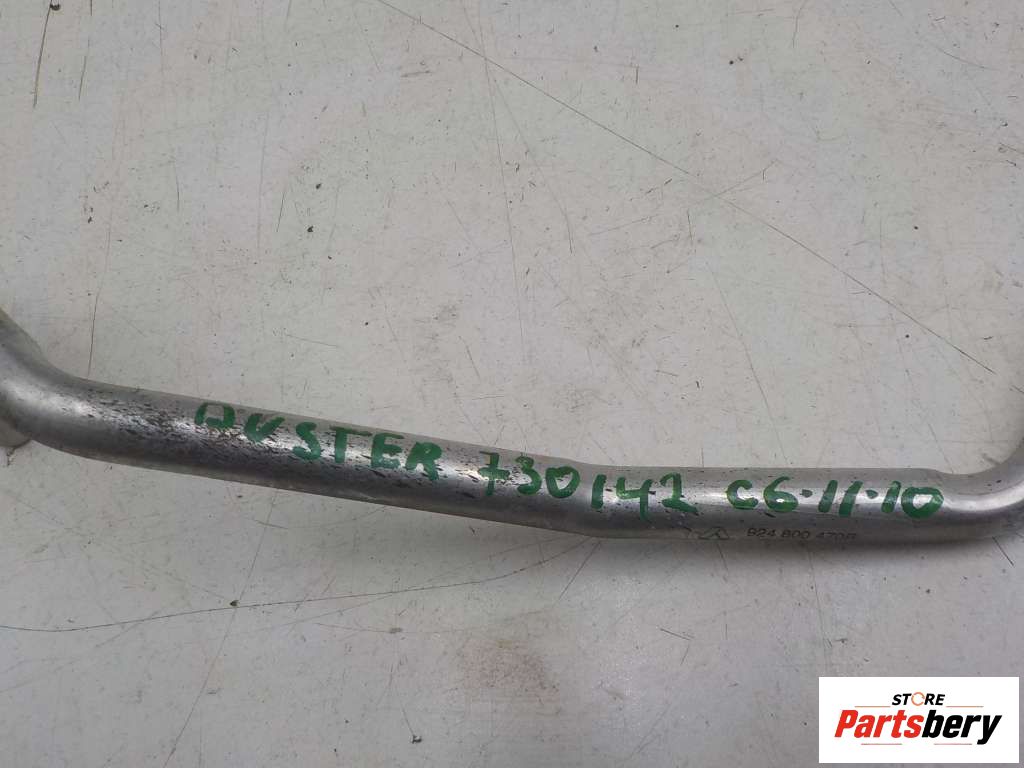 DUSTER 730142 C6.11.10
924 800 470R
STORE
Partsbery